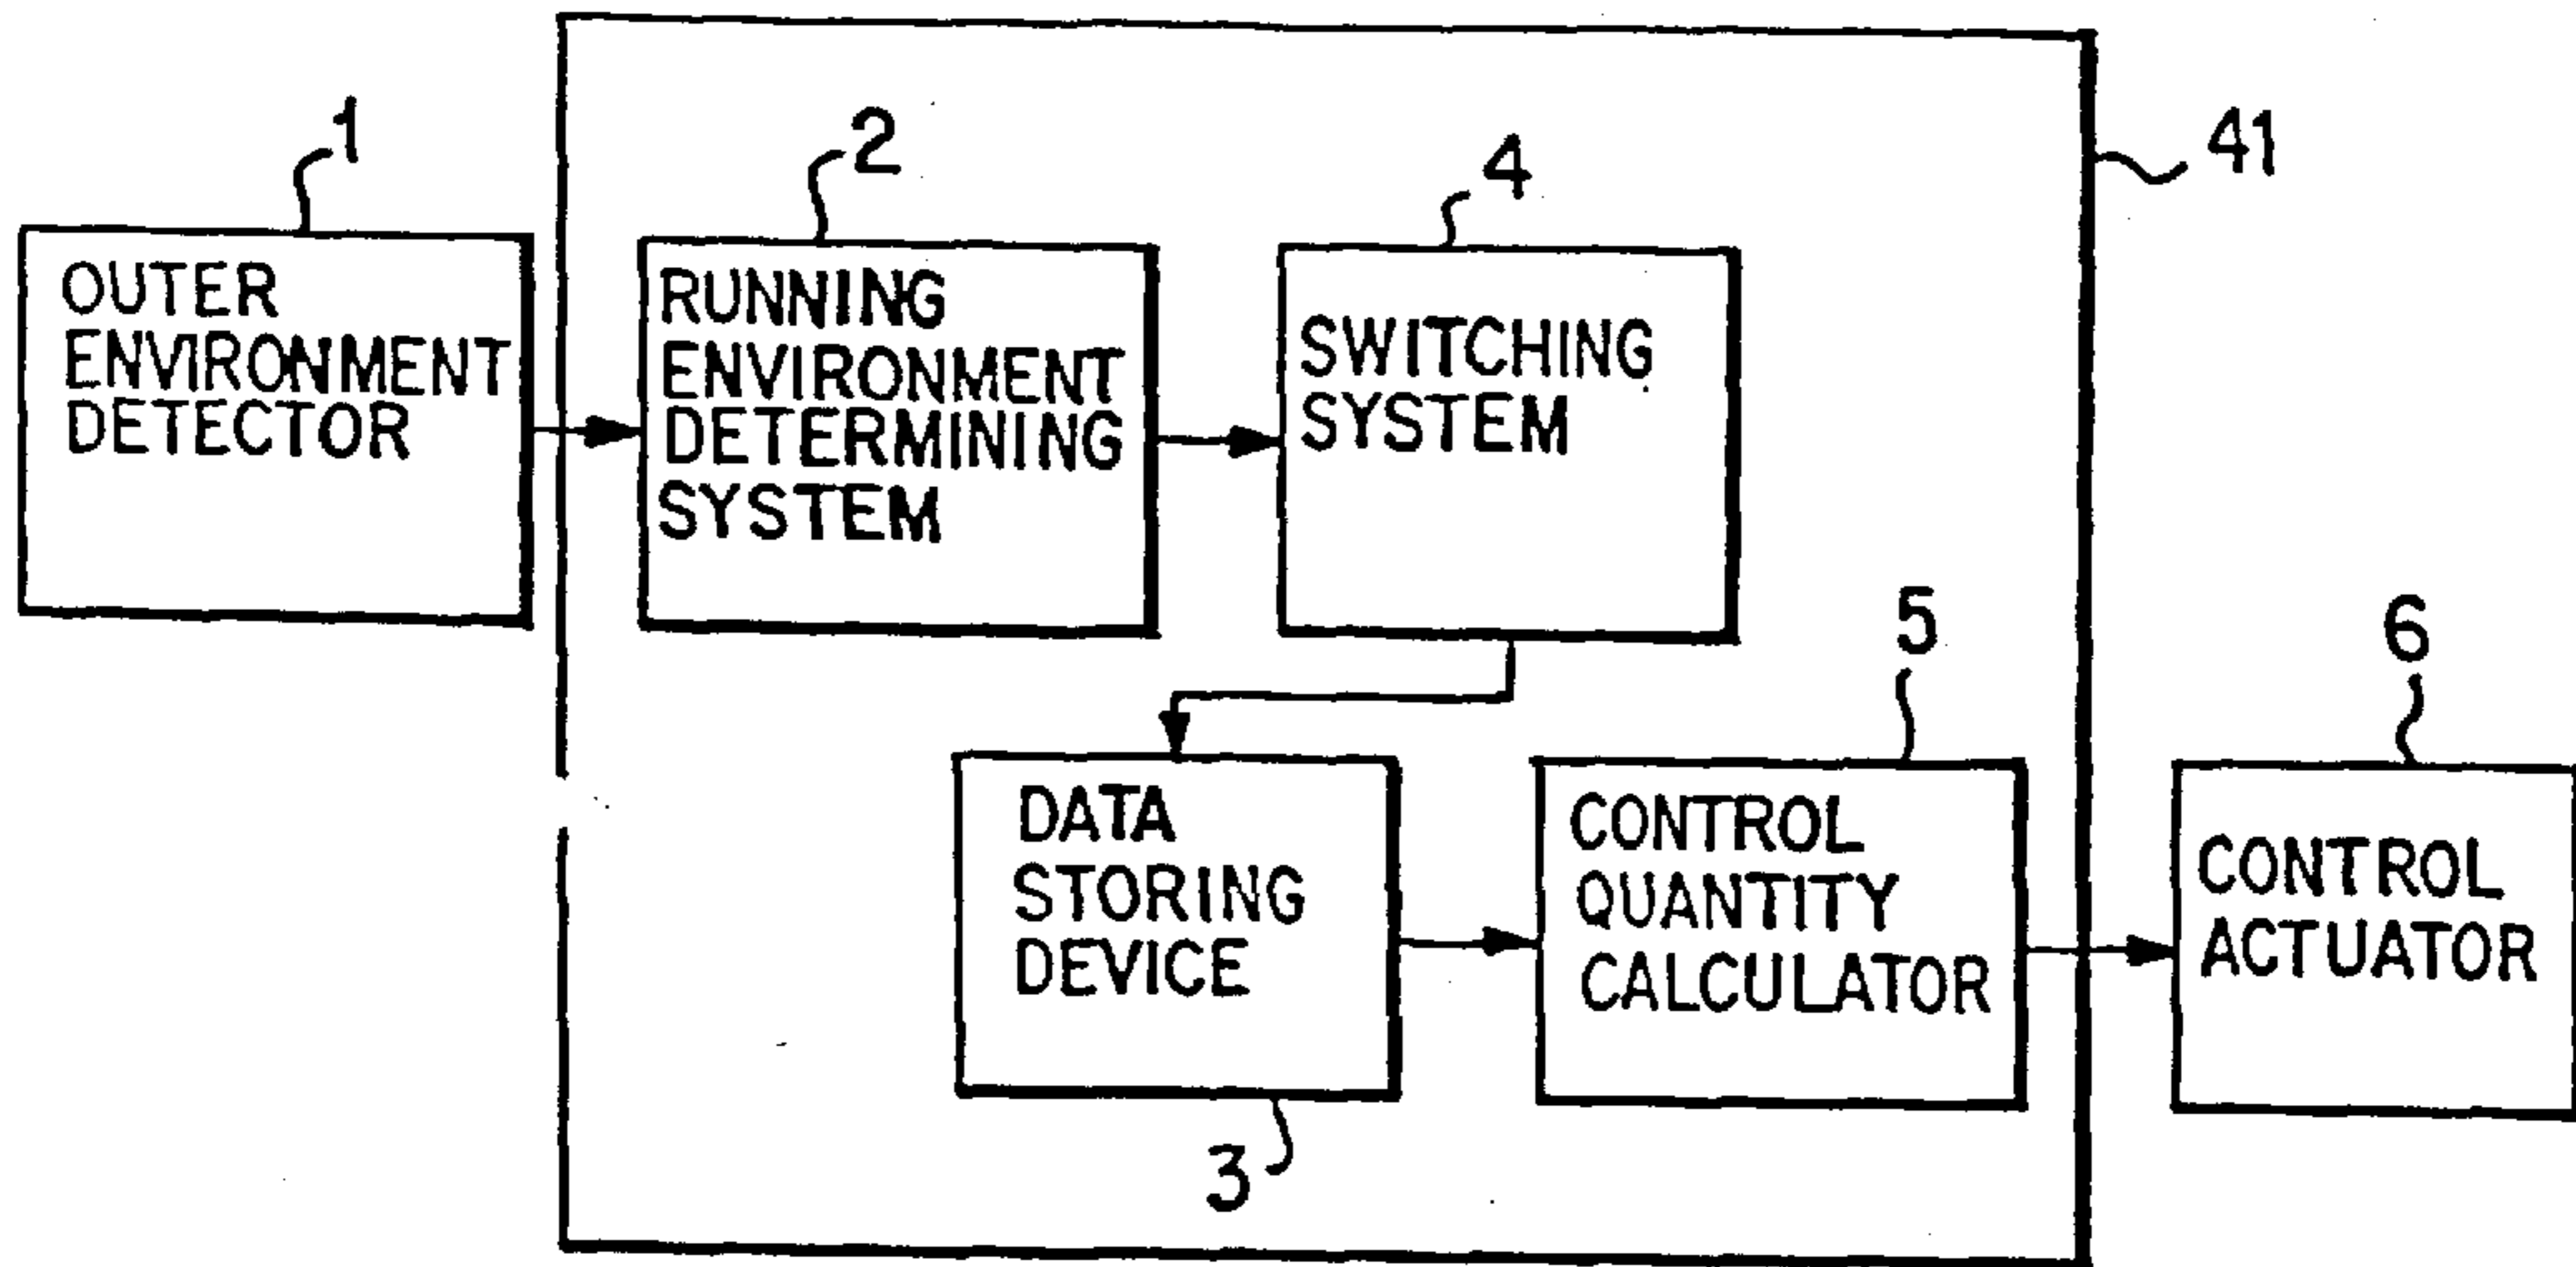 1
2
4
41
OUTER
ENVIRONMENT
DETECTOR
RUNNING
ENVIRONMENT
DETERMINING
SYSTEM
SWITCHING
SYSTEM
5
6
DATA
STORING
DEVICE
CONTROL
QUANTITY
CALCULATOR
CONTROL
ACTUATOR
3